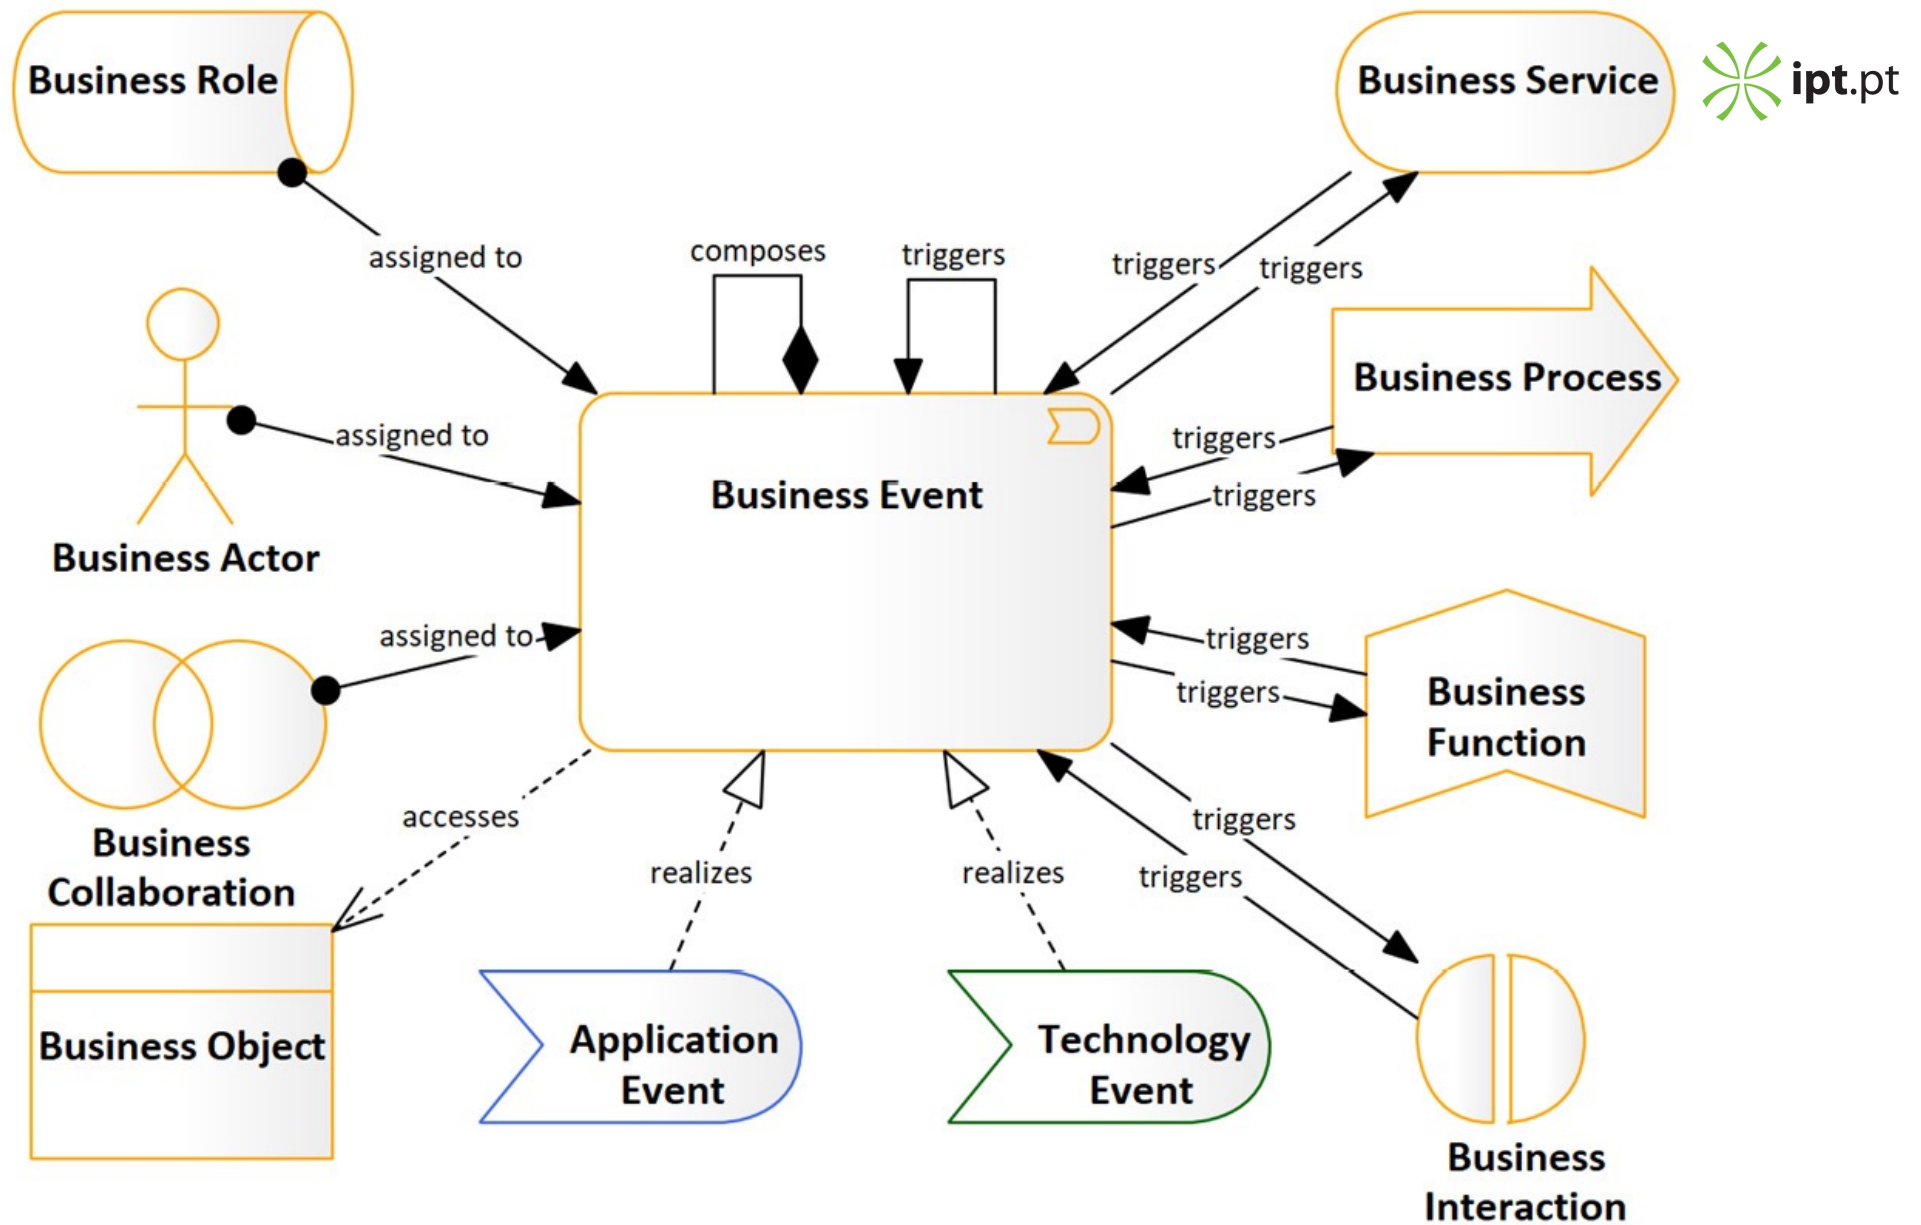 Business Role
Business Service
ipt.pt
assigned to
composes
triggers
triggers
triggers
Business Process
assigned to
triggers
triggers
Business Event
Business Actor
assigned to
triggers
triggers
Business
Function
accesses
triggers
triggers
Business
Collaboration
realizes
realizes
Business Object
Application
Event
Technology
Event
Business
Interaction